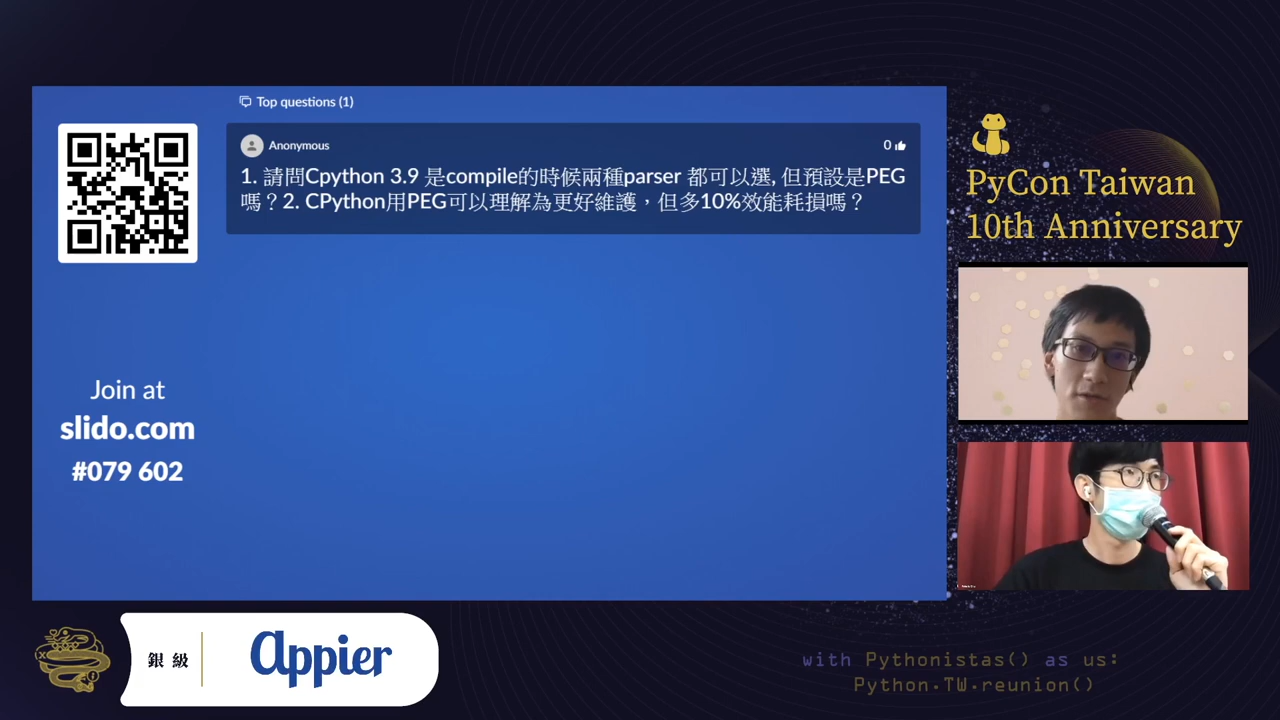 Top questions (1)
Anonymous
0
1. 請問Cpython 3.9 是compile的時候兩種parser 都可以選, 但預設是PEG
嗎？2. CPython用PEG可以理解為更好維護，但多10%效能耗損嗎？
Join at
slido.com
#079 602
PyCon Taiwan
10th Anniversary
銀級
Appier
with Pythonistas() as us:
Python.TW.reunion()